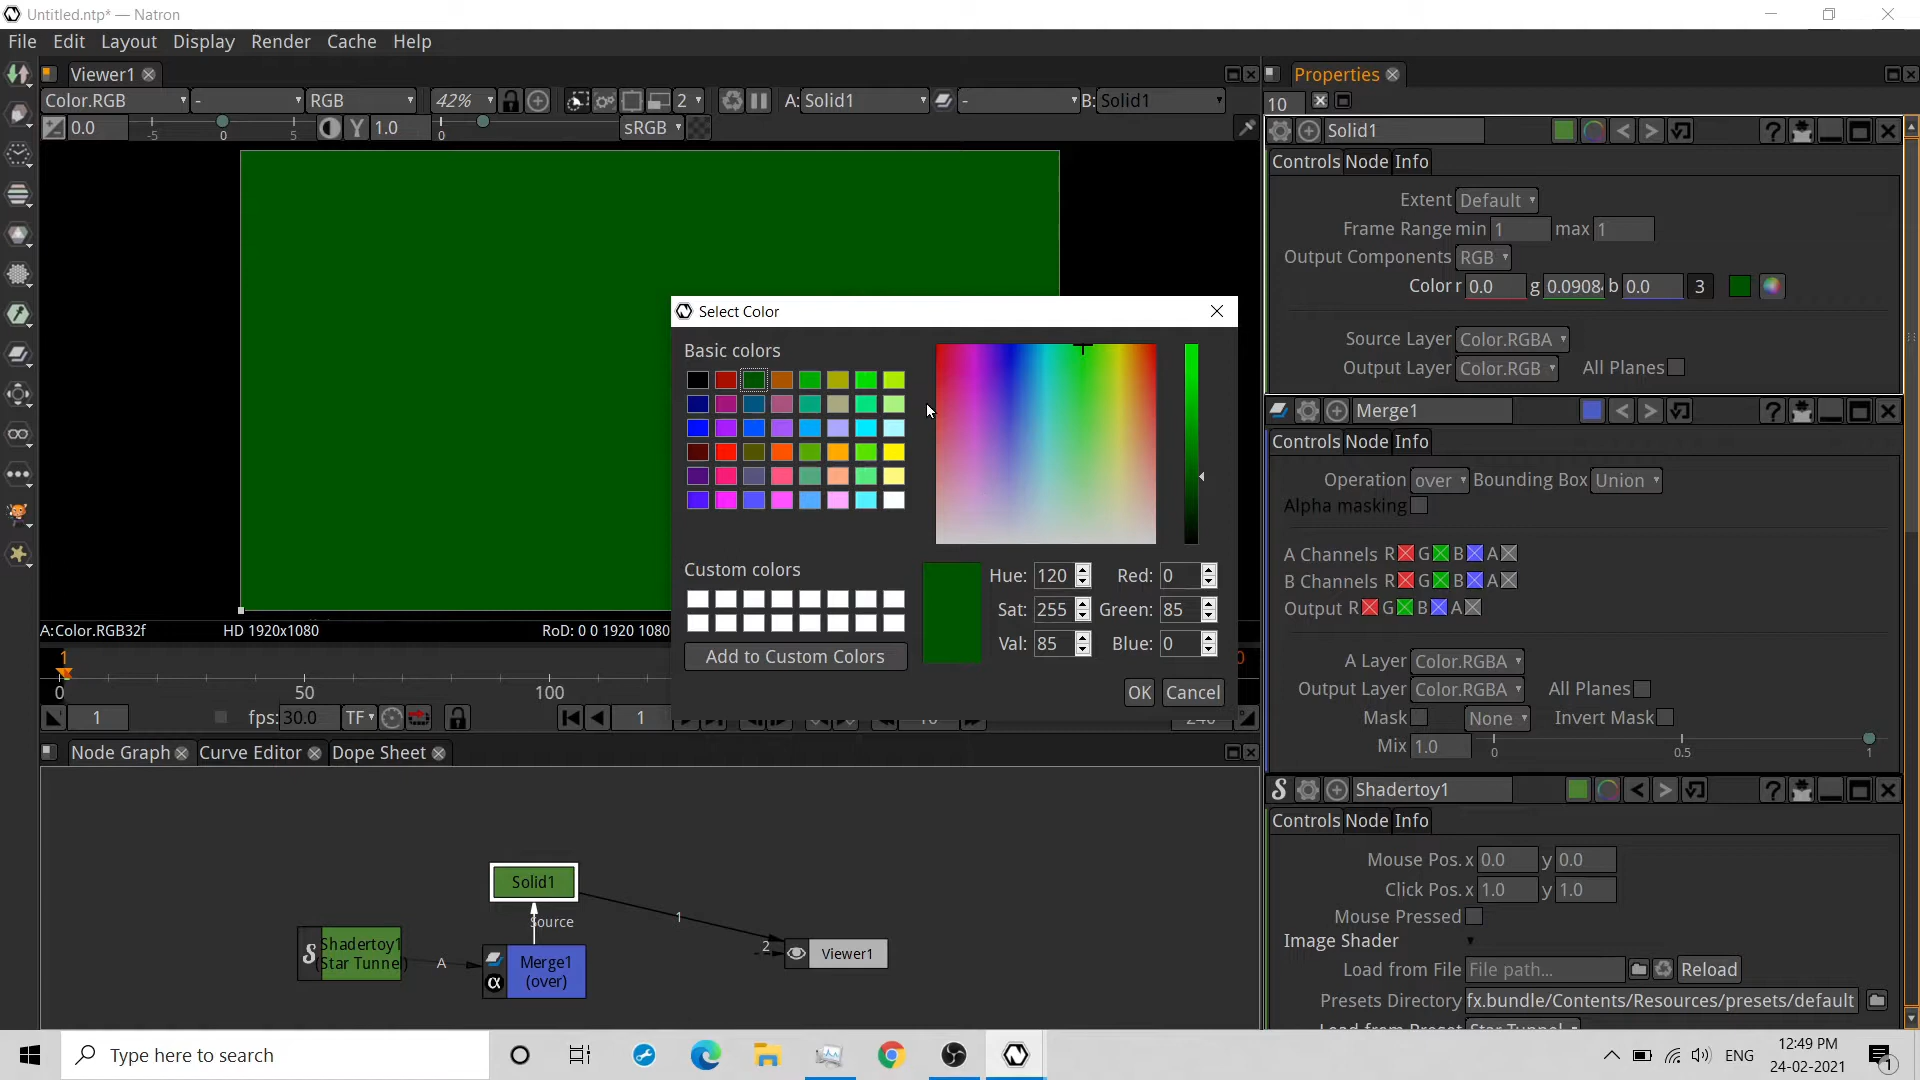 Untitled.ntp* — Natron
File Edit Layout Display Render Cache Help
Viewer1
Color.RGB - RGB 42% 2 A: Solid1 - B: Solid1
0.0 -5 0 5 Y 1.0 0 sRGB
A:Color.RGB32f HD 1920x1080 RoD: 0 0 1920 1080
1
0 50 100
1 fps: 30.0 TF 1
Select Color
Basic colors
Custom colors
Add to Custom Colors
Hue: 120 Red: 0
Sat: 255 Green: 85
Val: 85 Blue: 0
OK Cancel
Node Graph Curve Editor Dope Sheet
Solid1
Source
1
2
Shadertoy1
(Star Tunnel)
A
Merge1
(over)
α
Viewer1
Properties
10
Solid1 ?
Controls Node Info
Extent Default
Frame Range min 1 max 1
Output Components RGB
Color r 0.0 g 0.0908 b 0.0 3
Source Layer Color.RGBA
Output Layer Color.RGB All Planes
Merge1 ?
Controls Node Info
Operation over Bounding Box Union
Alpha masking
A Channels R G B A
B Channels R G B A
Output R G B A
A Layer Color.RGBA
Output Layer Color.RGBA All Planes
Mask None Invert Mask
Mix 1.0 0 0.5 1
Shadertoy1 ?
Controls Node Info
Mouse Pos. x 0.0 y 0.0
Click Pos. x 1.0 y 1.0
Mouse Pressed
Image Shader
Load from File File path... Reload
Presets Directory fx.bundle/Contents/Resources/presets/default
Load from Preset Star Tunnel
Type here to search
ENG
12:49 PM
24-02-2021
1